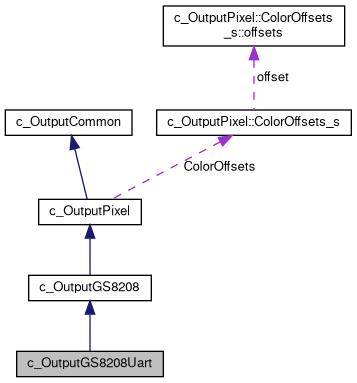 c_OutputPixel::ColorOffsets
_s::offsets
offset
c_OutputCommon
c_OutputPixel::ColorOffsets_s
ColorOffsets
c_OutputPixel
c_OutputGS8208
c_OutputGS8208Uart